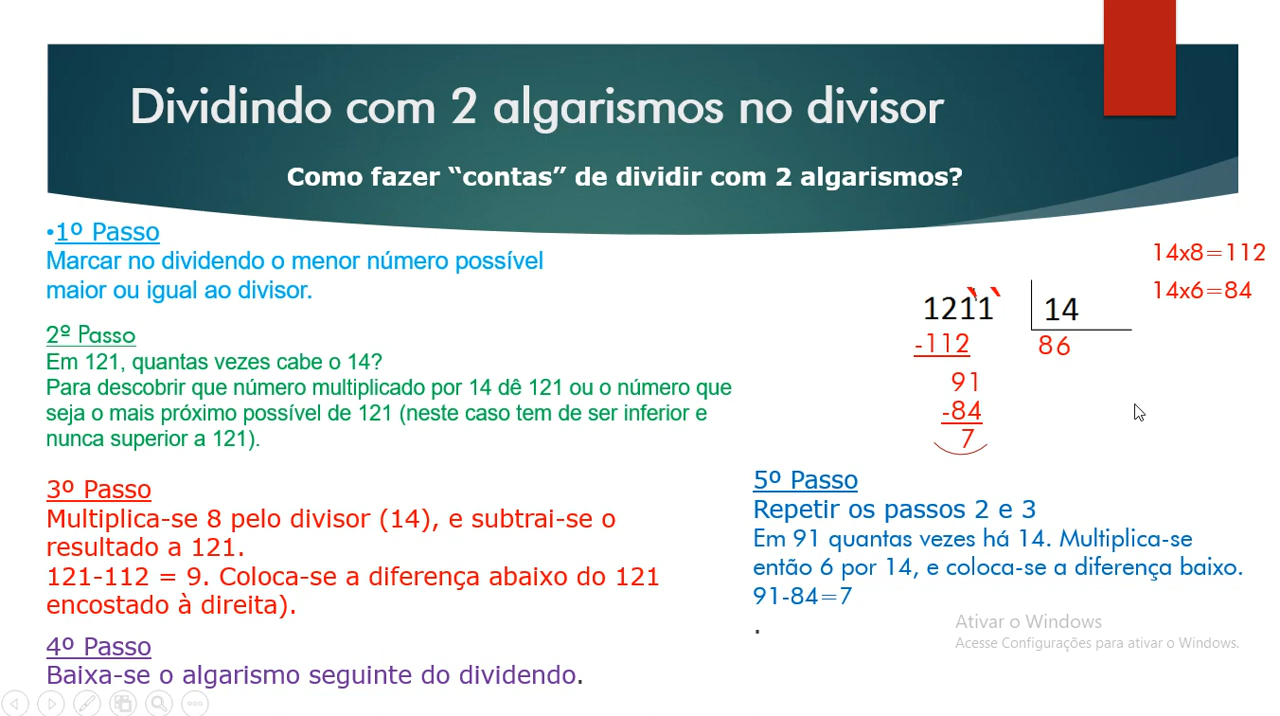 Dividindo com 2 algarismos no divisor
Como fazer “contas” de dividir com 2 algarismos?
•1º Passo
Marcar no dividendo o menor número possível
maior ou igual ao divisor.
2º Passo
Em 121, quantas vezes cabe o 14?
Para descobrir que número multiplicado por 14 dê 121 ou o número que
seja o mais próximo possível de 121 (neste caso tem de ser inferior e
nunca superior a 121).
3º Passo
Multiplica-se 8 pelo divisor (14), e subtrai-se o
resultado a 121.
121-112 = 9. Coloca-se a diferença abaixo do 121
encostado à direita).
4º Passo
Baixa-se o algarismo seguinte do dividendo.
14x8=112
14x6=84
1211 14
-112 86
91
-84
7
5º Passo
Repetir os passos 2 e 3
Em 91 quantas vezes há 14. Multiplica-se
então 6 por 14, e coloca-se a diferença baixo.
91-84=7
.
Ativar o Windows
Acesse Configurações para ativar o Windows.